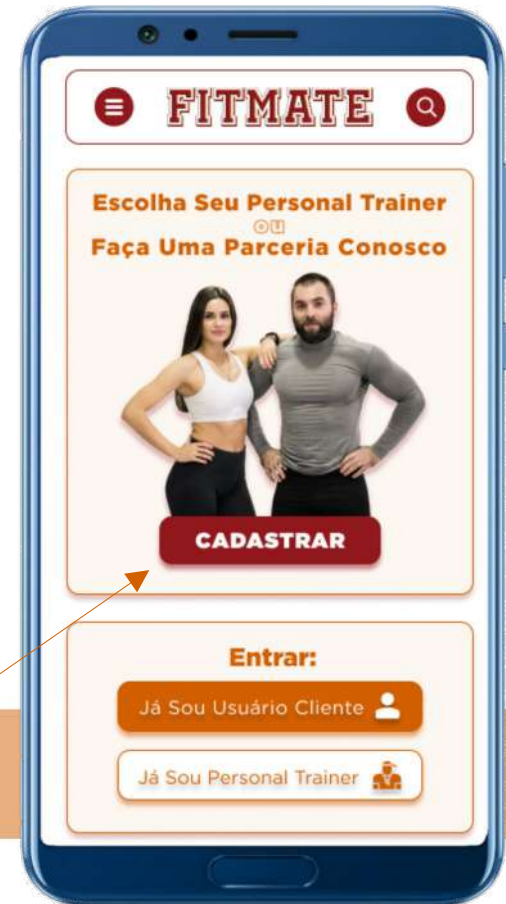 FITMATE
Escolha Seu Personal Trainer
OU
Faça Uma Parceria Conosco
CADASTRAR
Entrar:
Já Sou Usuário Cliente
Já Sou Personal Trainer